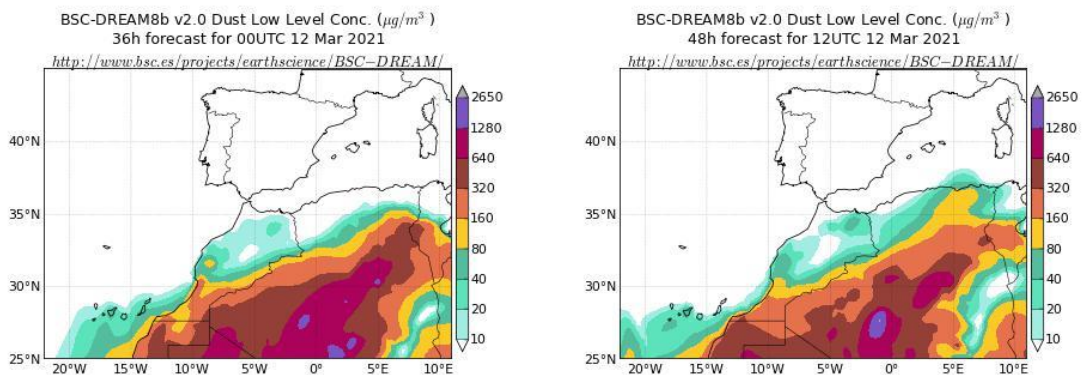 BSC-DREAM8b v2.0 Dust Low Level Conc. (μg/m³ )
36h forecast for 00UTC 12 Mar 2021
http://www.bsc.es/projects/earthscience/BSC−DREAM/
40°N
35°N
30°N
25°N
20°W 15°W 10°W 5°W 0° 5°E 10°E
2650
1280
640
320
160
80
40
20
10
BSC-DREAM8b v2.0 Dust Low Level Conc. (μg/m³ )
48h forecast for 12UTC 12 Mar 2021
http://www.bsc.es/projects/earthscience/BSC−DREAM/
40°N
35°N
30°N
25°N
20°W 15°W 10°W 5°W 0° 5°E 10°E
2650
1280
640
320
160
80
40
20
10